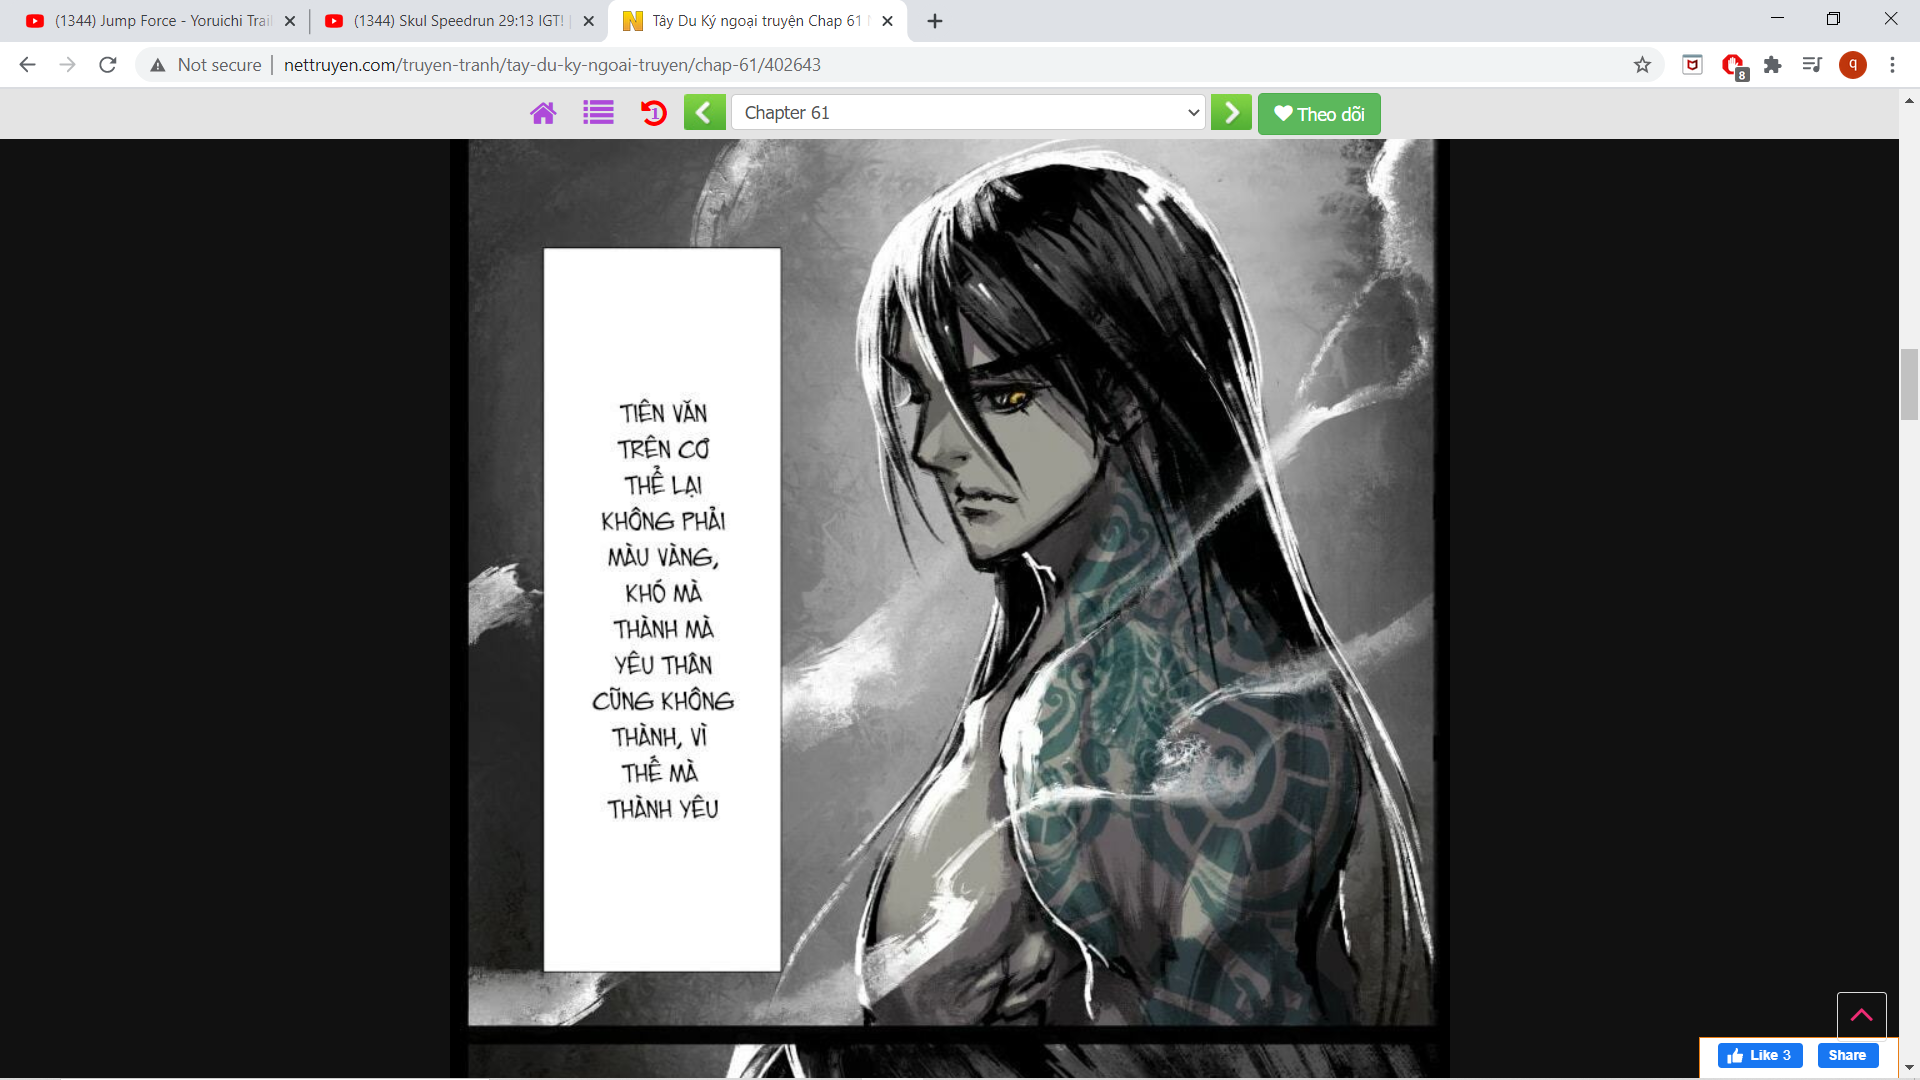 (1344) Jump Force - Yoruichi Trail
(1344) Skul Speedrun 29:13 IGT!
Tây Du Ký ngoại truyện Chap 61
Not secure
nettruyen.com/truyen-tranh/tay-du-ky-ngoai-truyen/chap-61/402643
8
q
1
Chapter 61
Theo dõi
TIÊN VĂN
TRÊN CƠ
THỂ LẠI
KHÔNG PHẢI
MÀU VÀNG,
KHÓ MÀ
THÀNH MÀ
YÊU THÂN
CŨNG KHÔNG
THÀNH, VÌ
THẾ MÀ
THÀNH YÊU
Like 3
Share